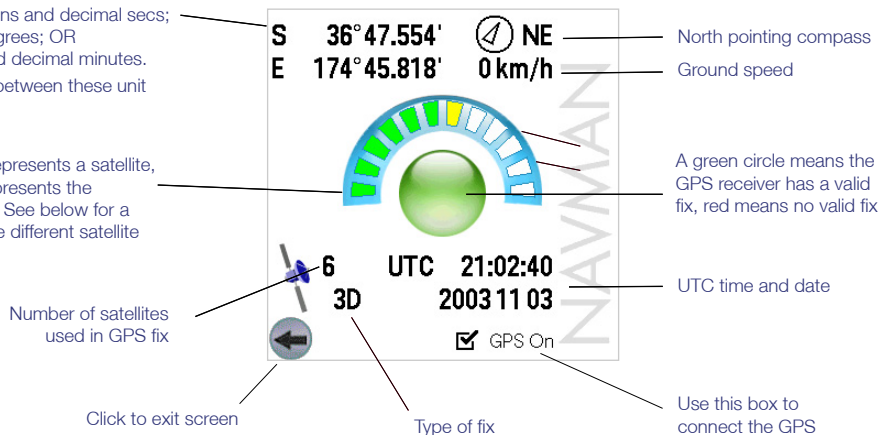 ns and decimal secs;
grees; OR
d decimal minutes.
between these unit
epresents a satellite,
presents the
See below for a
e different satellite
Number of satellites
used in GPS fix
Click to exit screen
S 36°47.554' NE
E 174°45.818' 0 km/h
NAVMAN
6 UTC 21:02:40
3D 2003 11 03
GPS On
Type of fix
North pointing compass
Ground speed
A green circle means the
GPS receiver has a valid
fix, red means no valid fix
UTC time and date
Use this box to
connect the GPS